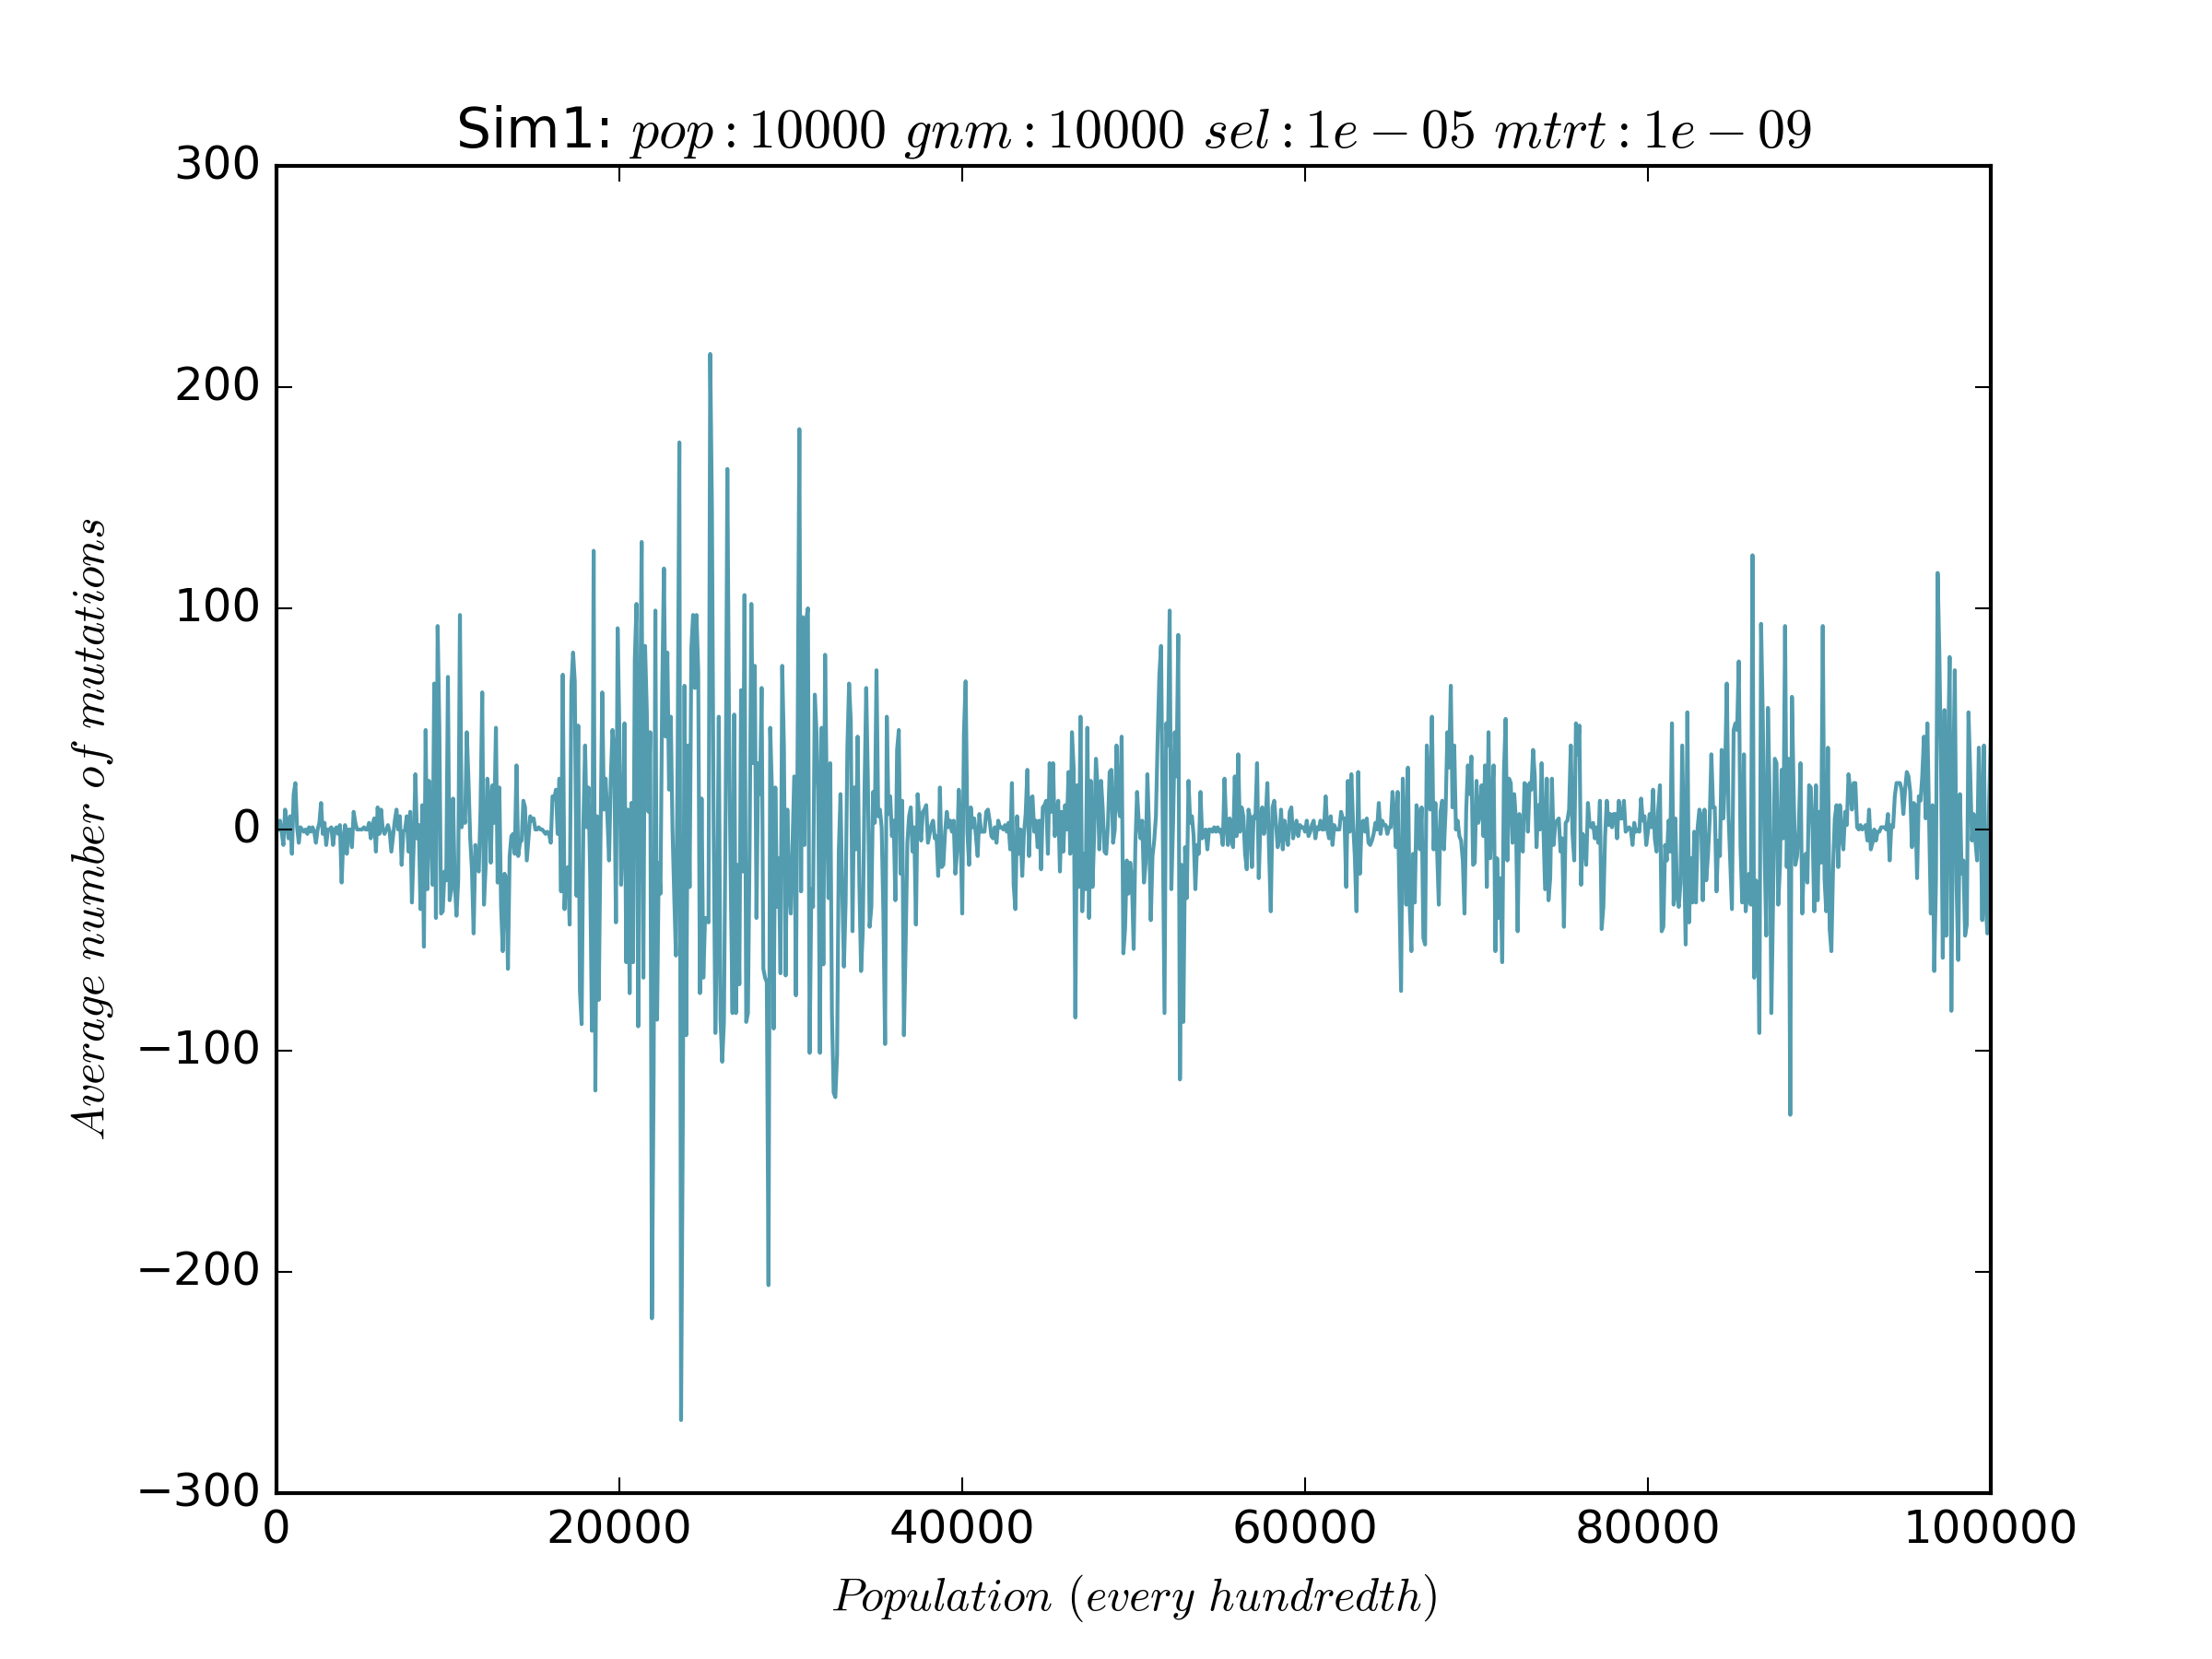 Sim1: pop : 10000 gnm : 10000 sel : 1e − 05 mtrt : 1e − 09
300
200
100
0
−100
−200
−300
Average number of mutations
0 20000 40000 60000 80000 100000
Population (every hundredth)